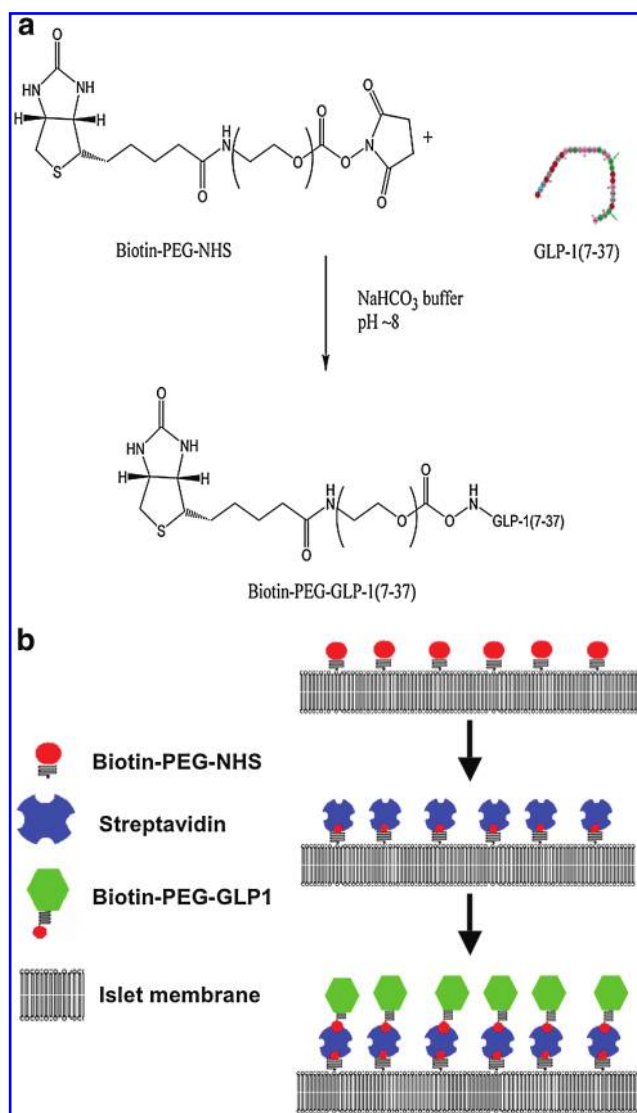 a
O
HN NH
H H
S
O
H
N
O
O
O
O
N
O
O
+
Biotin-PEG-NHS
GLP-1(7-37)
NaHCO₃ buffer
pH ~8
O
HN NH
H H
S
O
H
N
O
O
O
H
N
GLP-1(7-37)
Biotin-PEG-GLP-1(7-37)
b
Biotin-PEG-NHS
Streptavidin
Biotin-PEG-GLP1
Islet membrane